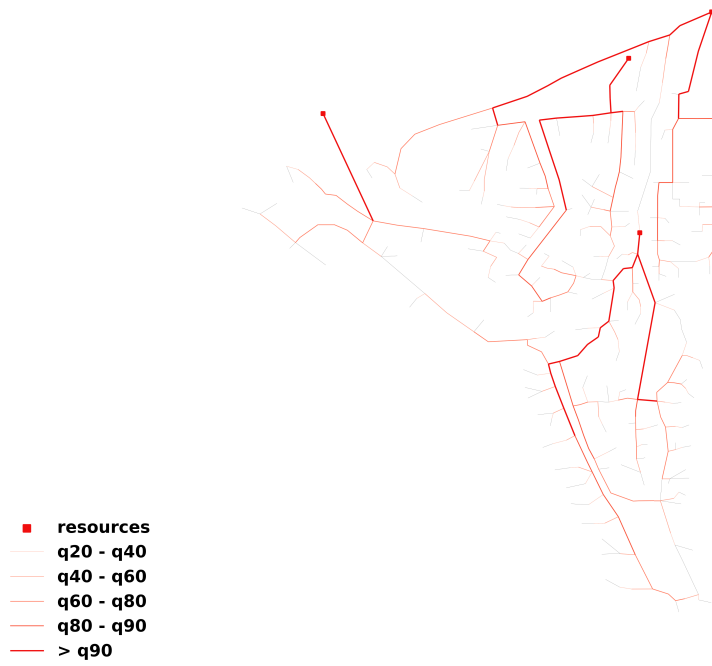 resources
q20 - q40
q40 - q60
q60 - q80
q80 - q90
> q90